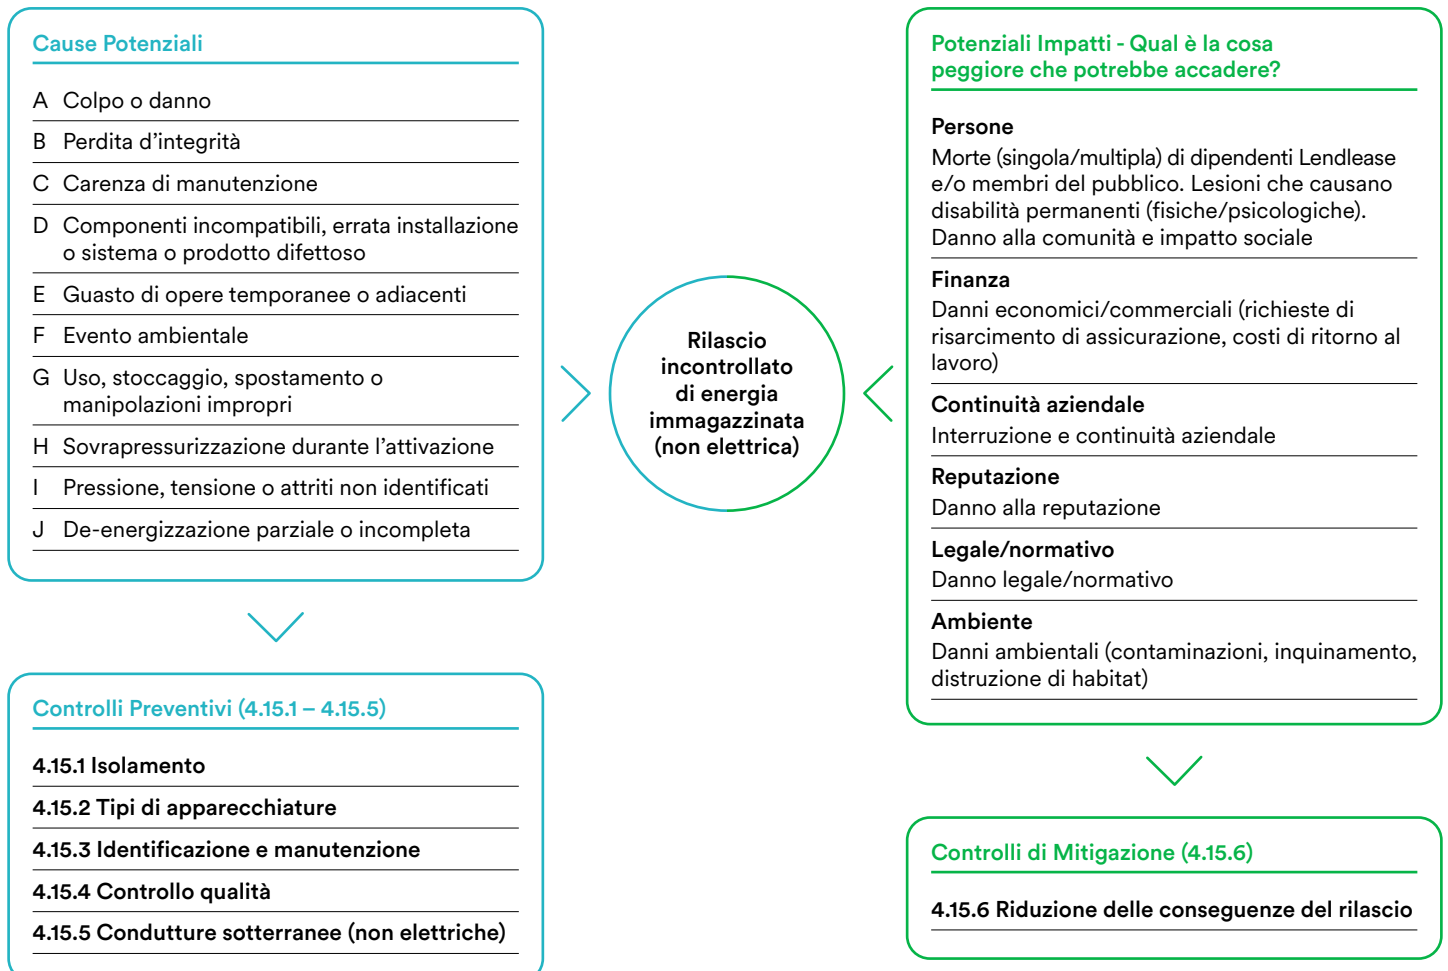 Cause Potenziali
A Colpo o danno
B Perdita d’integrità
C Carenza di manutenzione
D Componenti incompatibili, errata installazione
o sistema o prodotto difettoso
E Guasto di opere temporanee o adiacenti
F Evento ambientale
G Uso, stoccaggio, spostamento o
manipolazioni impropri
H Sovrapressurizzazione durante l’attivazione
I Pressione, tensione o attriti non identificati
J De-energizzazione parziale o incompleta
Controlli Preventivi (4.15.1 – 4.15.5)
4.15.1 Isolamento
4.15.2 Tipi di apparecchiature
4.15.3 Identificazione e manutenzione
4.15.4 Controllo qualità
4.15.5 Condutture sotterranee (non elettriche)
Rilascio
incontrollato
di energia
immagazzinata
(non elettrica)
Potenziali Impatti - Qual è la cosa
peggiore che potrebbe accadere?
Persone
Morte (singola/multipla) di dipendenti Lendlease
e/o membri del pubblico. Lesioni che causano
disabilità permanenti (fisiche/psicologiche).
Danno alla comunità e impatto sociale
Finanza
Danni economici/commerciali (richieste di
risarcimento di assicurazione, costi di ritorno al
lavoro)
Continuità aziendale
Interruzione e continuità aziendale
Reputazione
Danno alla reputazione
Legale/normativo
Danno legale/normativo
Ambiente
Danni ambientali (contaminazioni, inquinamento,
distruzione di habitat)
Controlli di Mitigazione (4.15.6)
4.15.6 Riduzione delle conseguenze del rilascio